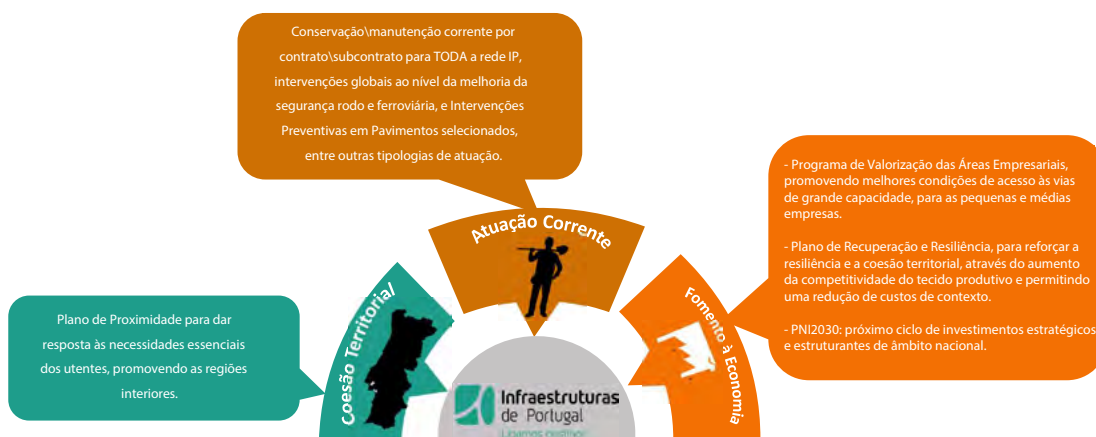 Conservação\manutenção corrente por
contrato\subcontrato para TODA a rede IP,
intervenções globais ao nível da melhoria da
segurança rodo e ferroviária, e Intervenções
Preventivas em Pavimentos selecionados,
entre outras tipologias de atuação.
- Programa de Valorização das Áreas Empresariais,
promovendo melhores condições de acesso às vias
de grande capacidade, para as pequenas e médias
empresas.
- Plano de Recuperação e Resiliência, para reforçar a
resiliência e a coesão territorial, através do aumento
da competitividade do tecido produtivo e permitindo
uma redução de custos de contexto.
- PNI2030: próximo ciclo de investimentos estratégicos
e estruturantes de âmbito nacional.
Plano de Proximidade para dar
resposta às necessidades essenciais
dos utentes, promovendo as regiões
interiores.
Coesão Territorial
Atuação Corrente
Fomento à Economia
Infraestruturas
de Portugal